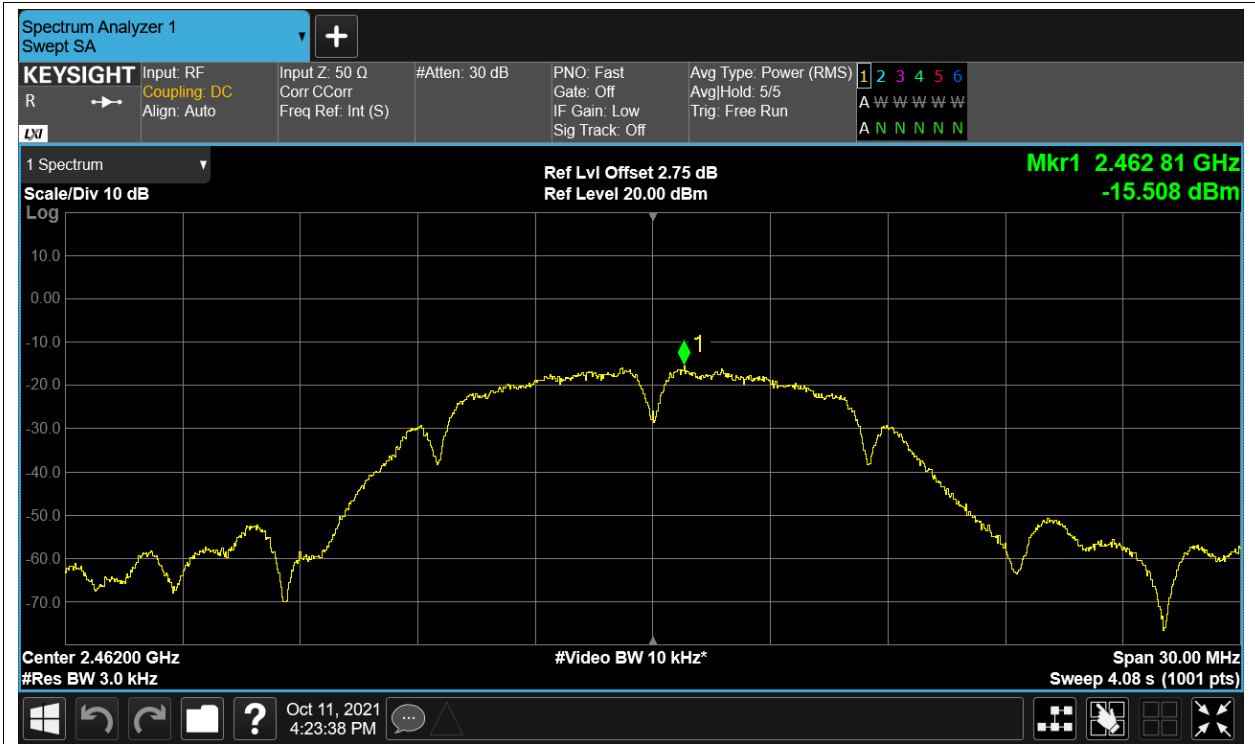 Spectrum Analyzer 1
Swept SA
KEYSIGHT
R
LXI
Input: RF
Coupling: DC
Align: Auto
Input Z: 50 Ω
Corr CCorr
Freq Ref: Int (S)
#Atten: 30 dB
PNO: Fast
Gate: Off
IF Gain: Low
Sig Track: Off
Avg Type: Power (RMS)
Avg|Hold: 5/5
Trig: Free Run
1 2 3 4 5 6
A W W W W W
A N N N N N
1 Spectrum
Scale/Div 10 dB
Log
Ref Lvl Offset 2.75 dB
Ref Level 20.00 dBm
Mkr1 2.462 81 GHz
-15.508 dBm
10.0
0.00
-10.0
1
-20.0
-30.0
-40.0
-50.0
-60.0
-70.0
Center 2.46200 GHz
#Video BW 10 kHz*
Span 30.00 MHz
#Res BW 3.0 kHz
Sweep 4.08 s (1001 pts)
?
Oct 11, 2021
4:23:38 PM